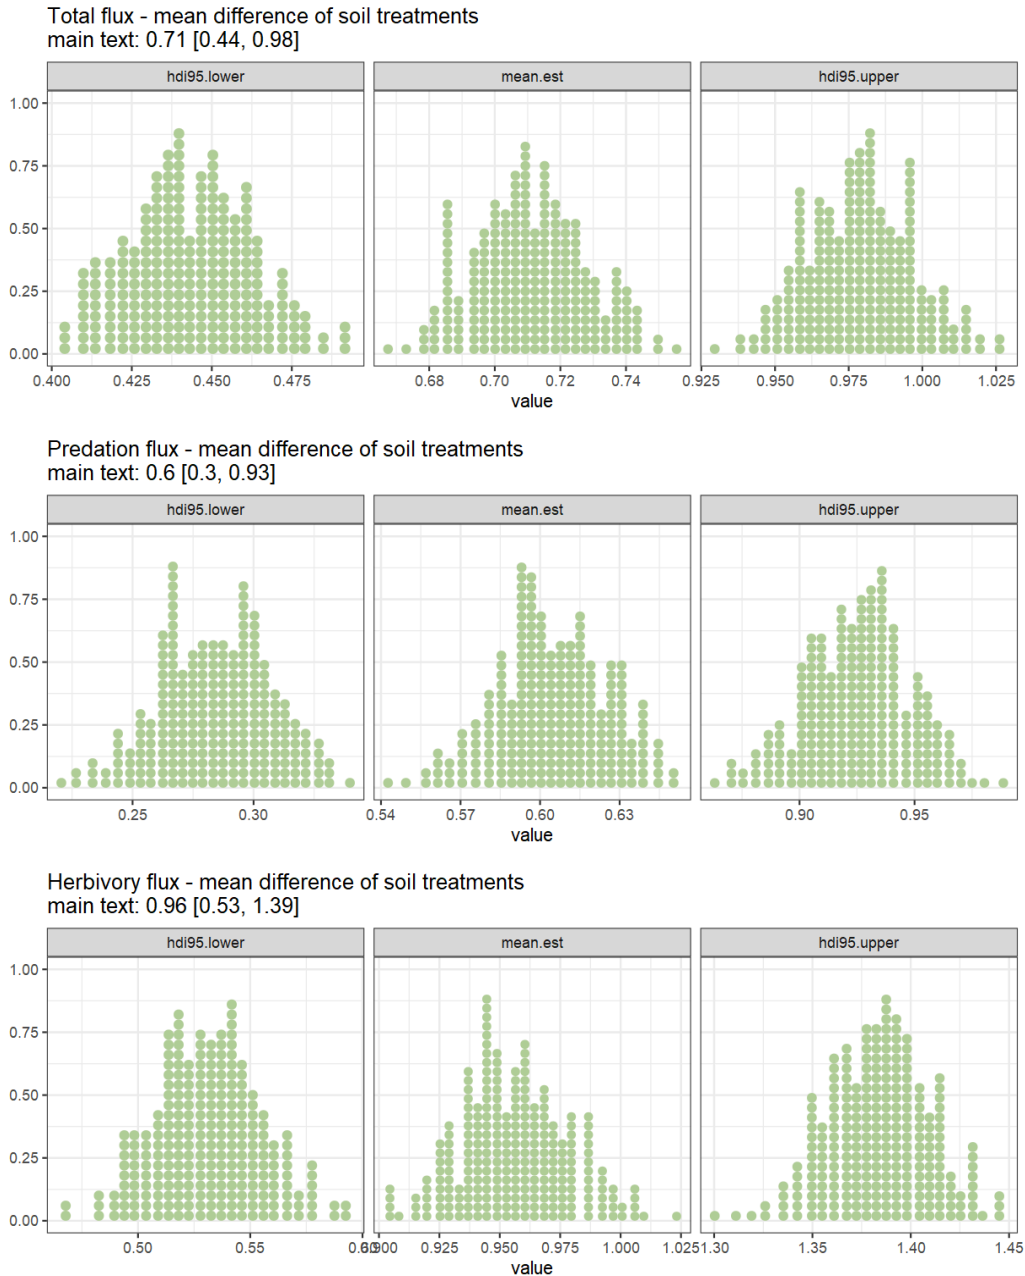 Total flux - mean difference of soil treatments
main text: 0.71 [0.44, 0.98]
hdi95.lower mean.est hdi95.upper
1.00
0.75
0.50
0.25
0.00
0.400 0.425 0.450 0.475 0.68 0.70 0.72 0.74 0.925 0.950 0.975 1.000 1.025
value
Predation flux - mean difference of soil treatments
main text: 0.6 [0.3, 0.93]
hdi95.lower mean.est hdi95.upper
1.00
0.75
0.50
0.25
0.00
0.25 0.30 0.54 0.57 0.60 0.63 0.90 0.95
value
Herbivory flux - mean difference of soil treatments
main text: 0.96 [0.53, 1.39]
hdi95.lower mean.est hdi95.upper
1.00
0.75
0.50
0.25
0.00
0.50 0.55 0.60 0.900 0.925 0.950 0.975 1.000 1.025 1.30 1.35 1.40 1.45
value